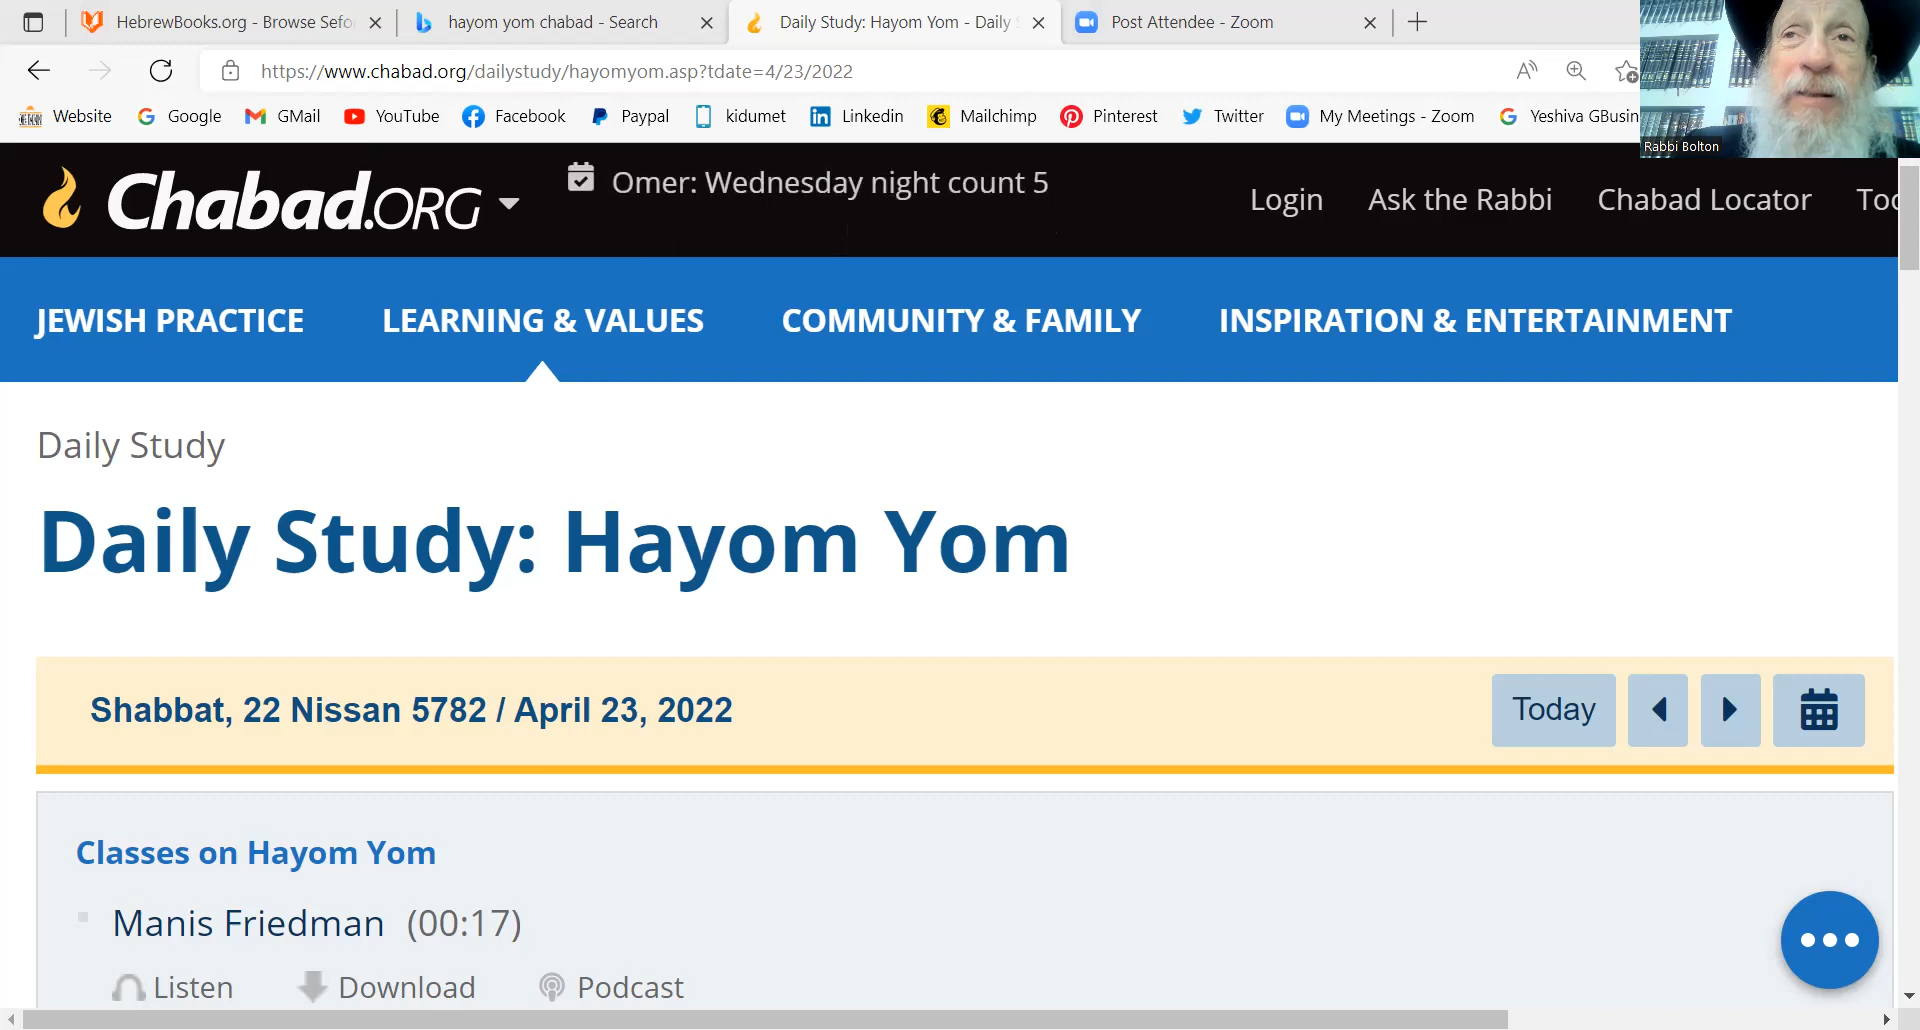 HebrewBooks.org - Browse Sefo
hayom yom chabad - Search
Daily Study: Hayom Yom - Daily S
Post Attendee - Zoom
https://www.chabad.org/dailystudy/hayomyom.asp?tdate=4/23/2022
Website Google GMail YouTube Facebook Paypal kidumet Linkedin Mailchimp Pinterest Twitter My Meetings - Zoom Yeshiva GBusin
Rabbi Bolton
Chabad.ORG
Omer: Wednesday night count 5
Login Ask the Rabbi Chabad Locator Too
JEWISH PRACTICE LEARNING & VALUES COMMUNITY & FAMILY INSPIRATION & ENTERTAINMENT
Daily Study
Daily Study: Hayom Yom
Shabbat, 22 Nissan 5782 / April 23, 2022
Today
Classes on Hayom Yom
Manis Friedman (00:17)
Listen Download Podcast